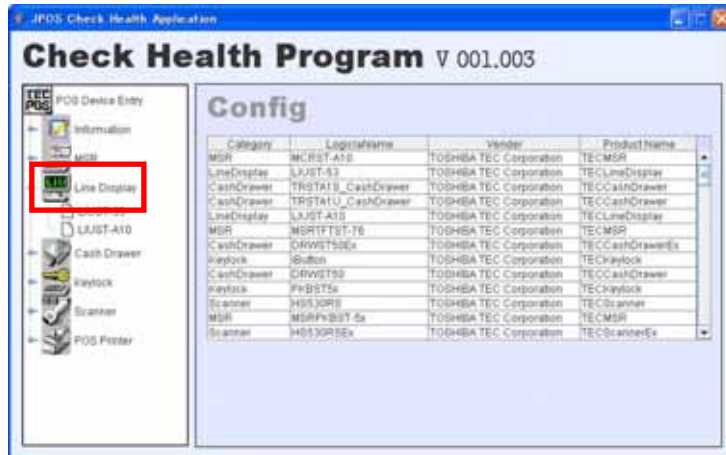 JPOS Check Health Application
Check Health Program V 001.003
TEC POS
POS Device Entry
Information
MSR
Line Display
LIUST-A10
Cash Drawer
Keylock
Scanner
POS Printer
Config
Category LogicalName Vender Product Name
MSR MCRST-A10 TOSHIBA TEC Corporation TECMSR
LineDisplay LIUST-53 TOSHIBA TEC Corporation TECLineDisplay
CashDrawer TRSTA10_CashDrawer TOSHIBA TEC Corporation TECCashDrawer
CashDrawer TRSTA1U_CashDrawer TOSHIBA TEC Corporation TECCashDrawer
LineDisplay LIUST-A10 TOSHIBA TEC Corporation TECLineDisplay
MSR MSRTFTST-76 TOSHIBA TEC Corporation TECMSR
CashDrawer DRWST50Ex TOSHIBA TEC Corporation TECCashDrawerEx
Keylock iButton TOSHIBA TEC Corporation TECKeylock
CashDrawer DRWST50 TOSHIBA TEC Corporation TECCashDrawer
Keylock PKBST5x TOSHIBA TEC Corporation TECKeylock
Scanner HS530RS TOSHIBA TEC Corporation TECScanner
MSR MSRPKBST-5x TOSHIBA TEC Corporation TECMSR
Scanner HS530RSEx TOSHIBA TEC Corporation TECScannerEx